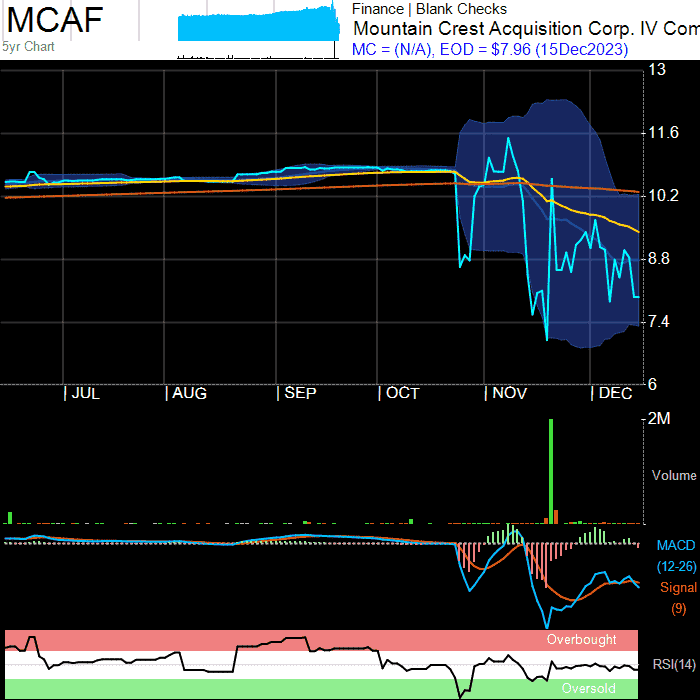 MCAF
5yr Chart
Finance | Blank Checks
Mountain Crest Acquisition Corp. IV Com
MC = (N/A), EOD = $7.96 (15Dec2023)
13
11.6
10.2
8.8
7.4
6
| JUL | AUG | SEP | OCT | NOV | DEC
2M
Volume
MACD
(12-26)
Signal
(9)
Overbought
RSI(14)
Oversold